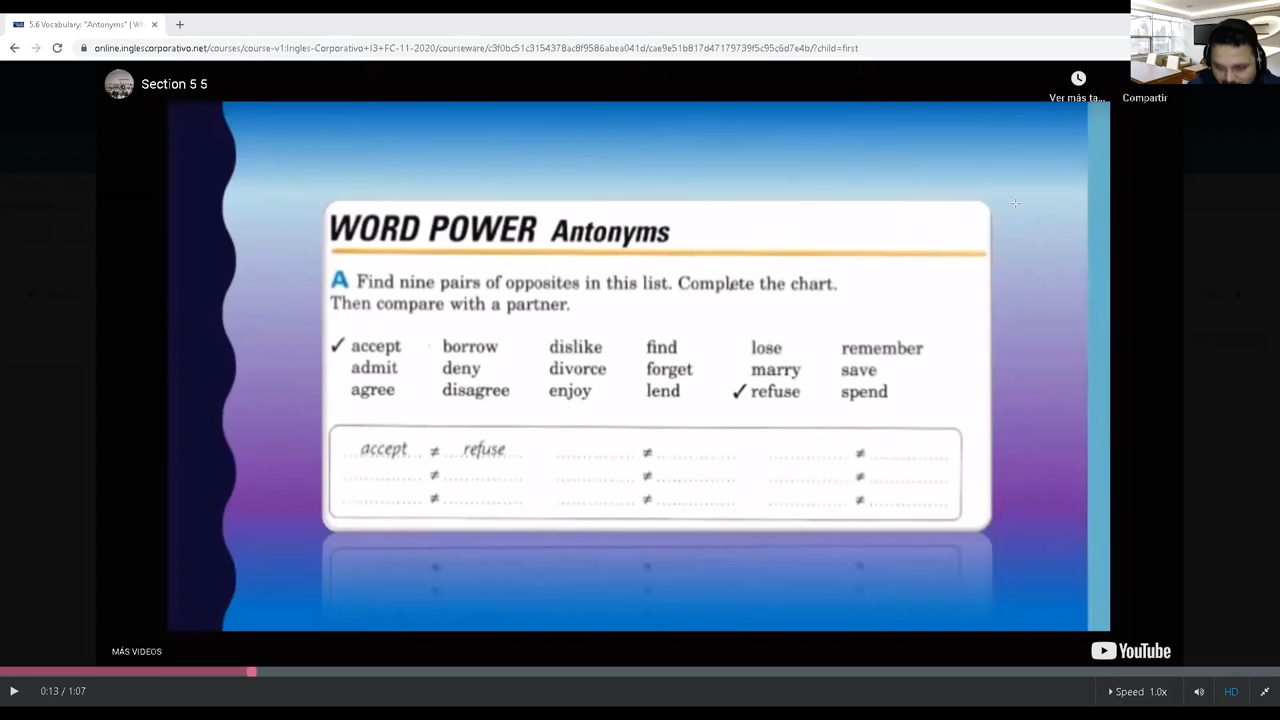 5.6 Vocabulary: "Antonyms" | W
online.inglescorporativo.net/courses/course-v1:Ingles-Corporativo+I3+FC-11-2020/courseware/c3f0bc51c3154378ac8f9586abea041d/cae9e51b817d47179739f5c95c6d7e4b/?child=first
Section 5 5
Ver más ta...
Compartir
WORD POWER Antonyms
A Find nine pairs of opposites in this list. Complete the chart.
Then compare with a partner.
✓ accept borrow dislike find lose remember
admit deny divorce forget marry save
agree disagree enjoy lend ✓ refuse spend
accept ≠ refuse ≠ ≠
≠ ≠ ≠
≠ ≠ ≠
MÁS VIDEOS
YouTube
0:13 / 1:07
Speed 1.0x
HD